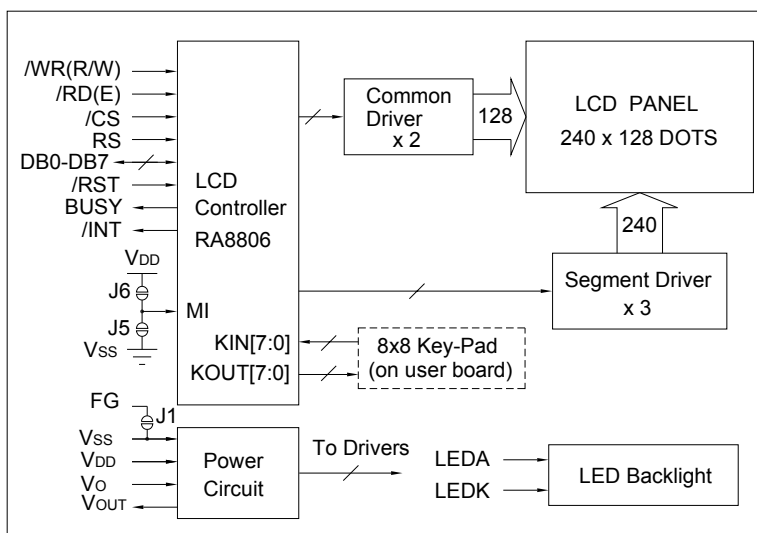 /WR(R/W)
/RD(E)
/CS
RS
DB0-DB7
/RST
BUSY
/INT
VDD
J6
J5
VSS
MI
LCD
Controller
RA8806
KIN[7:0]
KOUT[7:0]
Common
Driver
x 2
128
LCD PANEL
240 x 128 DOTS
240
Segment Driver
x 3
8x8 Key-Pad
(on user board)
FG
J1
VSS
VDD
VO
VOUT
Power
Circuit
To Drivers
LEDA
LEDK
LED Backlight